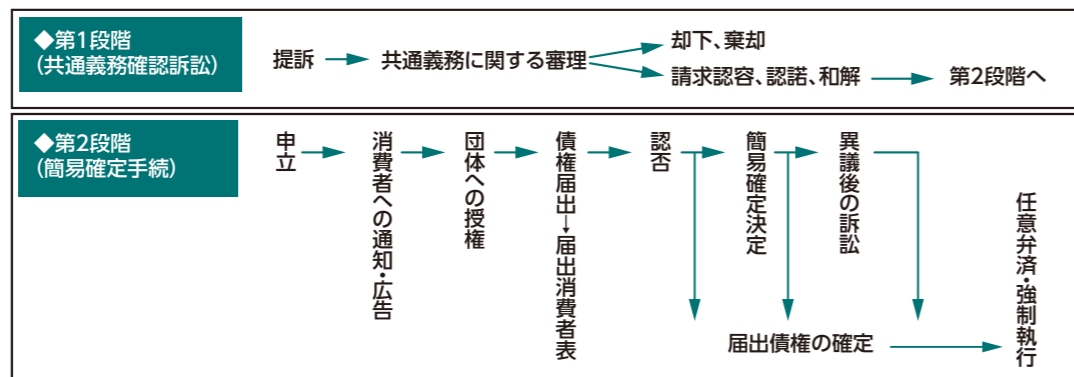 ◆第1段階
(共通義務確認訴訟)
提訴
共通義務に関する審理
却下、棄却
請求認容、認諾、和解
第2段階へ
◆第2段階
(簡易確定手続)
申立
消費者への通知・広告
団体への授権
債権届出→届出消費者表
認否
簡易確定決定
異議後の訴訟
届出債権の確定
任意弁済・強制執行